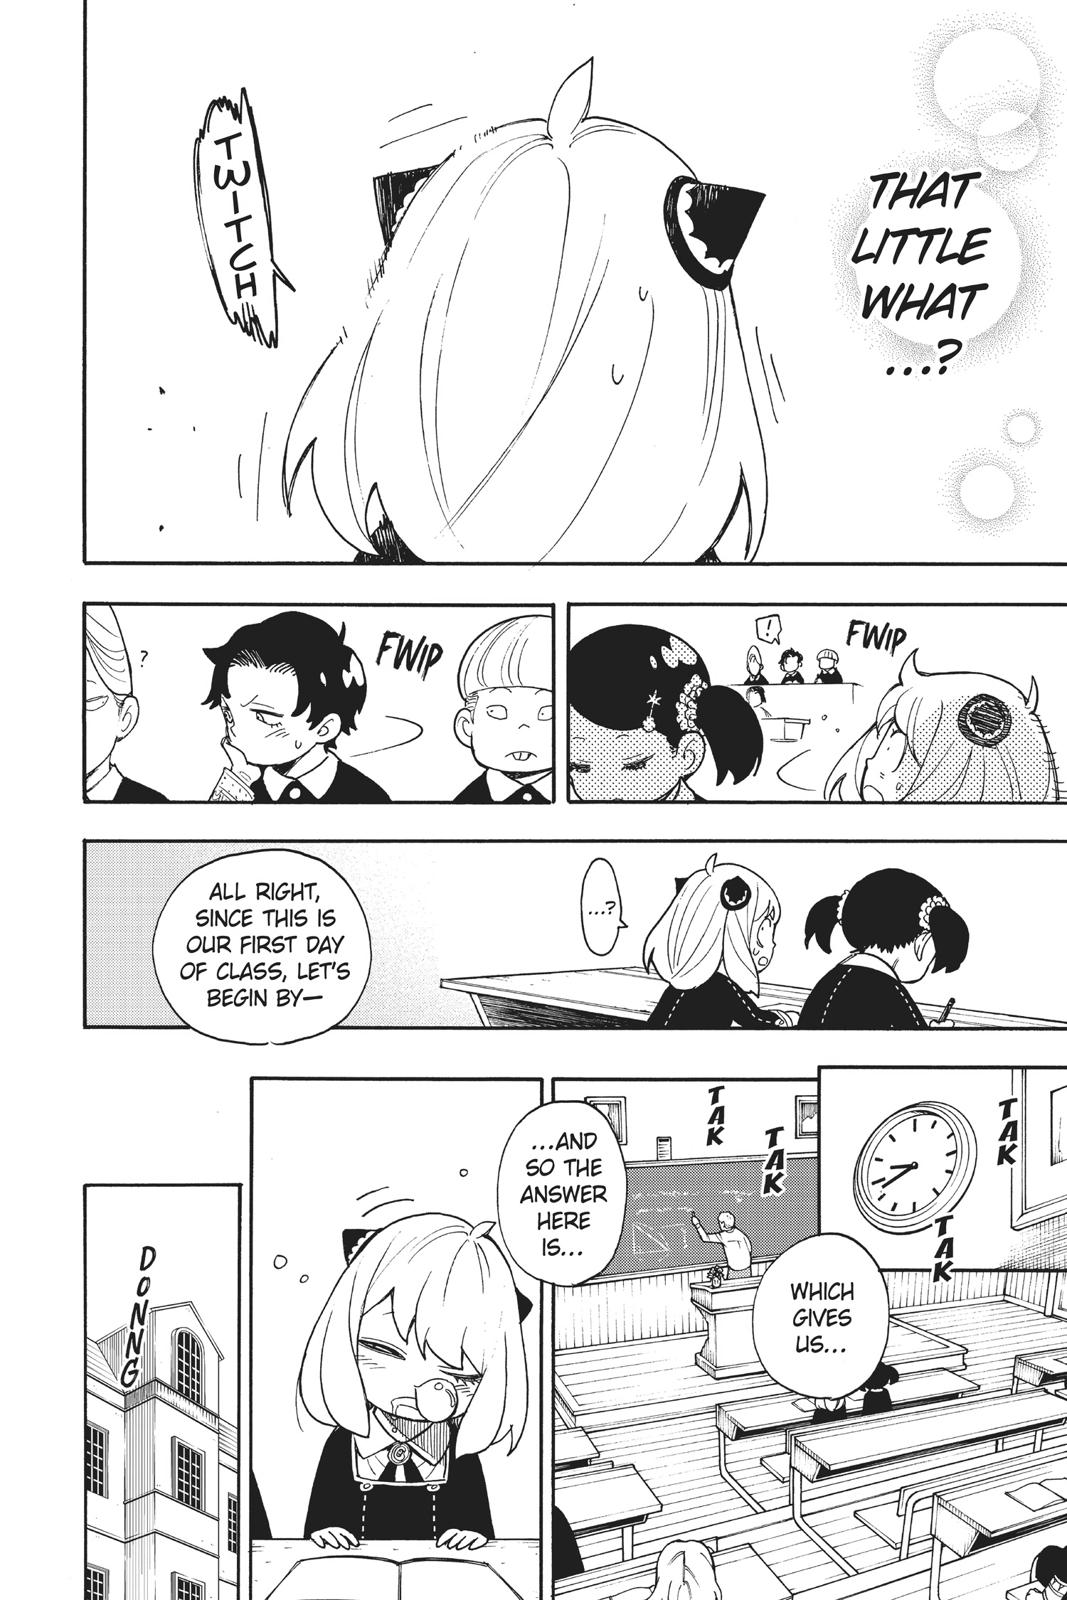 THAT
LITTLE
WHAT
...?
TWITCH
!
FWIP
FWIP
?
...?
ALL RIGHT,
SINCE THIS IS
OUR FIRST DAY
OF CLASS, LET'S
BEGIN BY—
TAK
TAK
TAK
TAK
WHICH
GIVES
US...
...AND
SO THE
ANSWER
HERE
IS...
DONNG